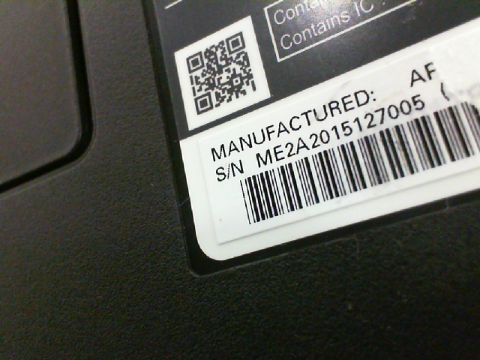 Contains IC :
MANUFACTURED:
S/N ME2A2015127005